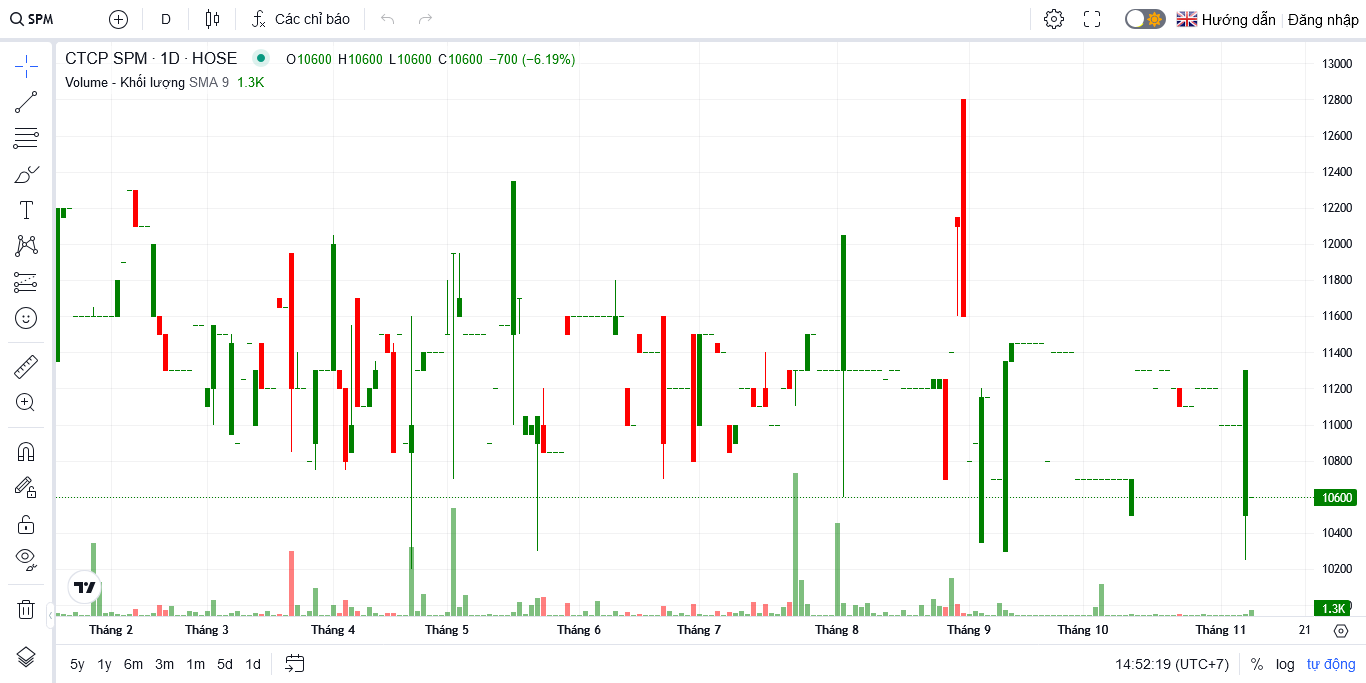 SPM D Các chỉ báo Hướng dẫn Đăng nhập
CTCP SPM · 1D · HOSE O10600 H10600 L10600 C10600 −700 (−6.19%)
Volume - Khối lượng SMA 9 1.3K
13000
12800
12600
12400
12200
12000
11800
11600
11400
11200
11000
10800
10600
10400
10200
1.3K
Tháng 2 Tháng 3 Tháng 4 Tháng 5 Tháng 6 Tháng 7 Tháng 8 Tháng 9 Tháng 10 Tháng 11 21
5y 1y 6m 3m 1m 5d 1d 14:52:19 (UTC+7) % log tự động